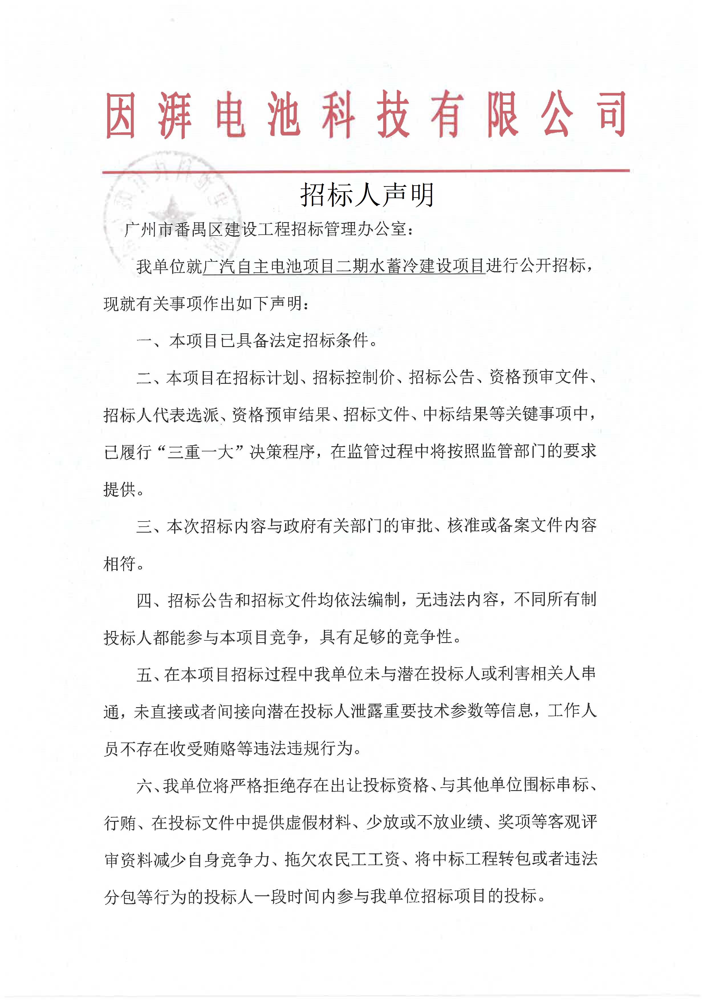 因湃电池科技有限公司
招标人声明
广州市番禺区建设工程招标管理办公室：
我单位就广汽自主电池项目二期水蓄冷建设项目进行公开招标，
现就有关事项作出如下声明：
一、本项目已具备法定招标条件。
二、本项目在招标计划、招标控制价、招标公告、资格预审文件、
招标人代表选派、资格预审结果、招标文件、中标结果等关键事项中，
已履行“三重一大”决策程序，在监管过程中将按照监管部门的要求
提供。
三、本次招标内容与政府有关部门的审批、核准或备案文件内容
相符。
四、招标公告和招标文件均依法编制，无违法内容，不同所有制
投标人都能参与本项目竞争，具有足够的竞争性。
五、在本项目招标过程中我单位未与潜在投标人或利害相关人串
通，未直接或者间接向潜在投标人泄露重要技术参数等信息，工作人
员不存在收受贿赂等违法违规行为。
六、我单位将严格拒绝存在出让投标资格、与其他单位围标串标、
行贿、在投标文件中提供虚假材料、少放或不放业绩、奖项等客观评
审资料减少自身竞争力、拖欠农民工工资、将中标工程转包或者违法
分包等行为的投标人一段时间内参与我单位招标项目的投标。